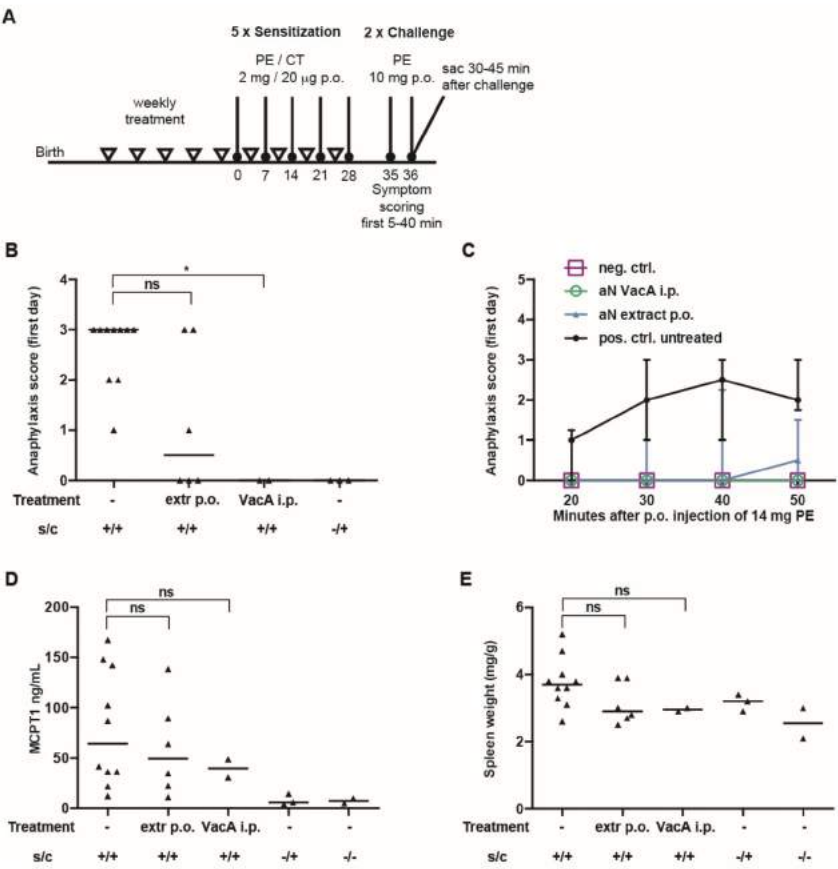 A
5 x Sensitization
2 x Challenge
PE / CT
2 mg / 20 µg p.o.
PE
10 mg p.o.
sac 30-45 min
after challenge
weekly
treatment
Birth
0 7 14 21 28 35 36
Symptom
scoring
first 5-40 min
B
*
ns
Anaphylaxis score (first day)
4
3
2
1
0
Treatment - extr p.o. VacA i.p. -
s/c +/+ +/+ +/+ -/+
C
neg. ctrl.
aN VacA i.p.
aN extract p.o.
pos. ctrl. untreated
Anaphylaxis score (first day)
5
4
3
2
1
0
20 30 40 50
Minutes after p.o. injection of 14 mg PE
D
ns
ns
MCPT1 ng/mL
200
150
100
50
0
Treatment - extr p.o. VacA i.p. - -
s/c +/+ +/+ +/+ -/+ -/-
E
ns
ns
Spleen weight (mg/g)
6
4
2
0
Treatment - extr p.o. VacA i.p. - -
s/c +/+ +/+ +/+ -/+ -/-